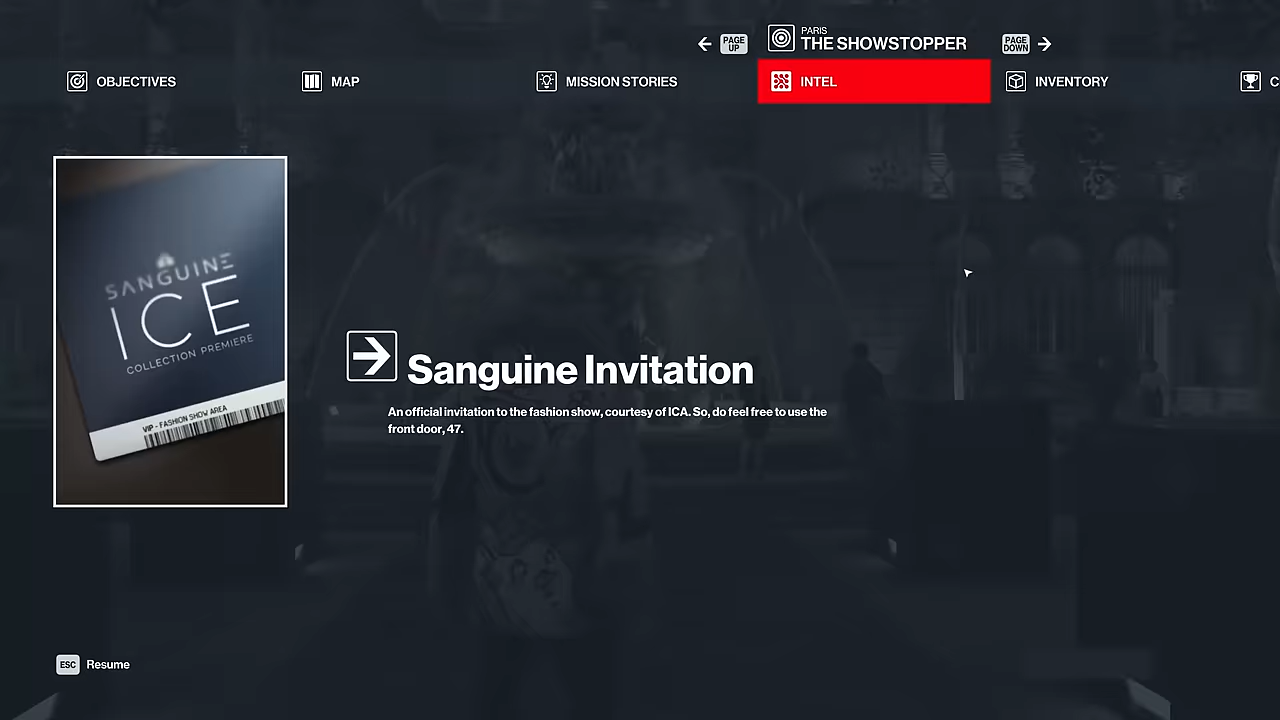 PAGE UP
PARIS
THE SHOWSTOPPER
PAGE DOWN
OBJECTIVES
MAP
MISSION STORIES
INTEL
INVENTORY
C
SANGUINE
ICE
COLLECTION PREMIERE
VIP - FASHION SHOW AREA
Sanguine Invitation
An official invitation to the fashion show, courtesy of ICA. So, do feel free to use the
front door, 47.
ESC Resume